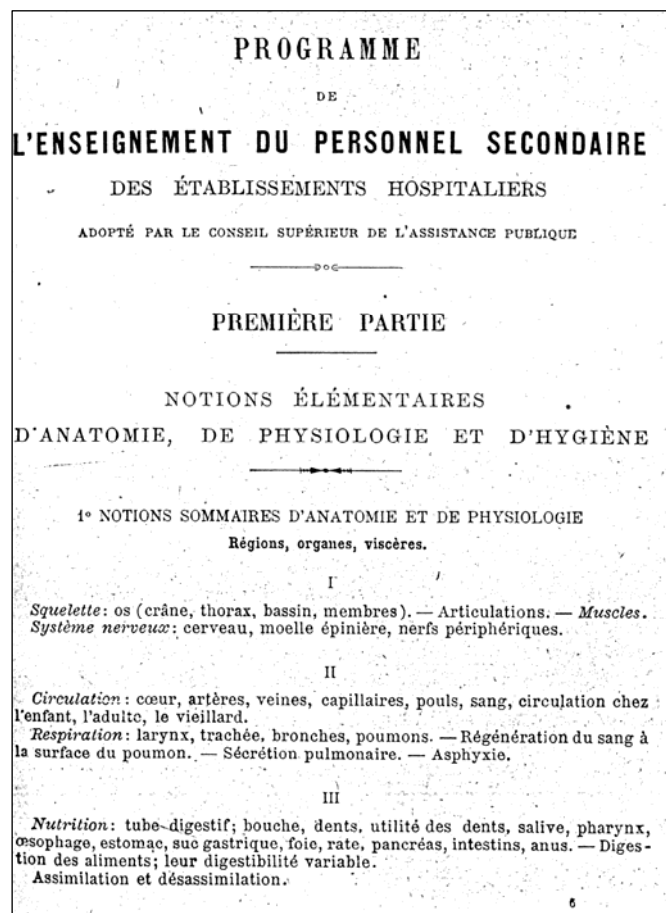 PROGRAMME
DE
L'ENSEIGNEMENT DU PERSONNEL SECONDAIRE
DES ÉTABLISSEMENTS HOSPITALIERS
ADOPTÉ PAR LE CONSEIL SUPÉRIEUR DE L'ASSISTANCE PUBLIQUE
PREMIÈRE PARTIE
NOTIONS ÉLÉMENTAIRES
D'ANATOMIE, DE PHYSIOLOGIE ET D'HYGIÈNE
1º NOTIONS SOMMAIRES D'ANATOMIE ET DE PHYSIOLOGIE
Régions, organes, viscères.
I
Squelette: os (crâne, thorax, bassin, membres). — Articulations. — Muscles.
Système nerveux: cerveau, moelle épinière, nerfs périphériques.
II
Circulation: cœur, artères, veines, capillaires, pouls, sang, circulation chez
l'enfant, l'adulte, le vieillard.
Respiration: larynx, trachée, bronches, poumons. — Régénération du sang à
la surface du poumon. — Sécrétion pulmonaire. — Asphyxie.
III
Nutrition: tube digestif; bouche, dents, utilité des dents, salive, pharynx,
œsophage, estomac, suc gastrique, foie, rate, pancréas, intestins, anus. — Diges-
tion des aliments; leur digestibilité variable.
Assimilation et désassimilation.
6